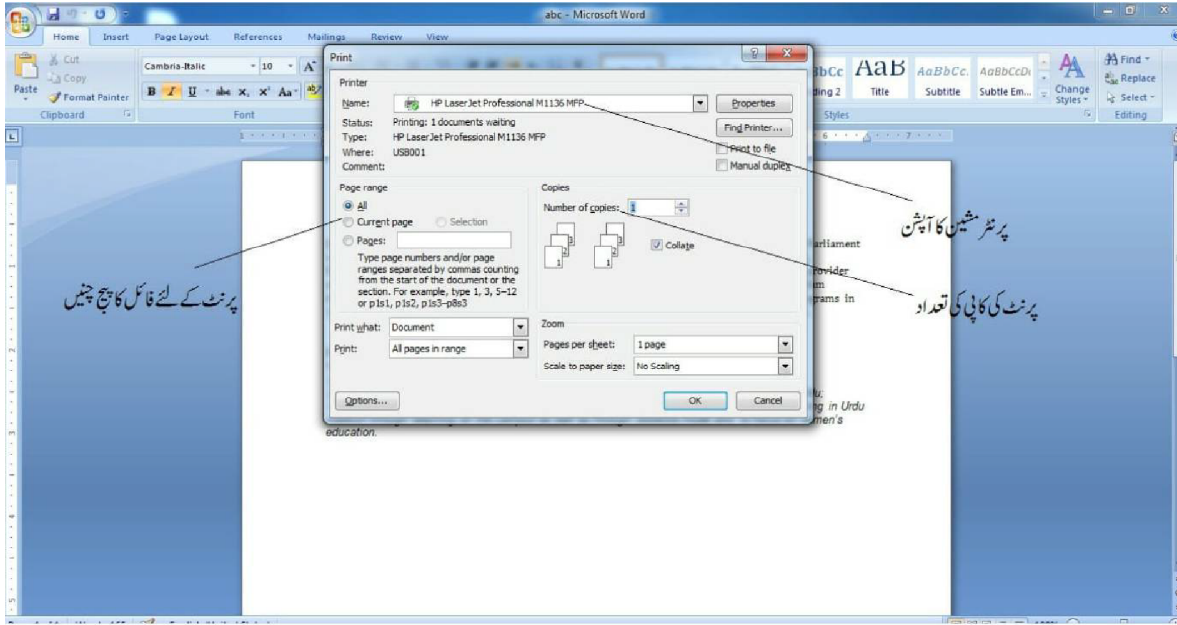 abc - Microsoft Word
Home Insert Page Layout References Mailings Review View
Paste
Cut
Copy
Format Painter
Clipboard
Cambria-Italic 10
Font
Title
Subtitle
Subtle Em...
Change Styles
Styles
Find
Replace
Select
Editing
Print
Printer
Name: HP LaserJet Professional M1136 MFP
Properties
Status: Printing: 1 documents waiting
Find Printer...
Type: HP LaserJet Professional M1136 MFP
Where: USB001
Print to file
Comment:
Manual duplex
Page range
All
Current page Selection
Pages:
Type page numbers and/or page
ranges separated by commas counting
from the start of the document or the
section. For example, type 1, 3, 5–12
or p1s1, p1s2, p1s3–p8s3
Copies
Number of copies: 1
Collate
Print what: Document
Print: All pages in range
Zoom
Pages per sheet: 1 page
Scale to paper size: No Scaling
Options...
OK Cancel
پرنٹر مشین کا آپشن
پرنٹ کی کاپی کی تعداد
پرنٹ کے لئے فائل کا پیج چنیں
in Urdu
education.